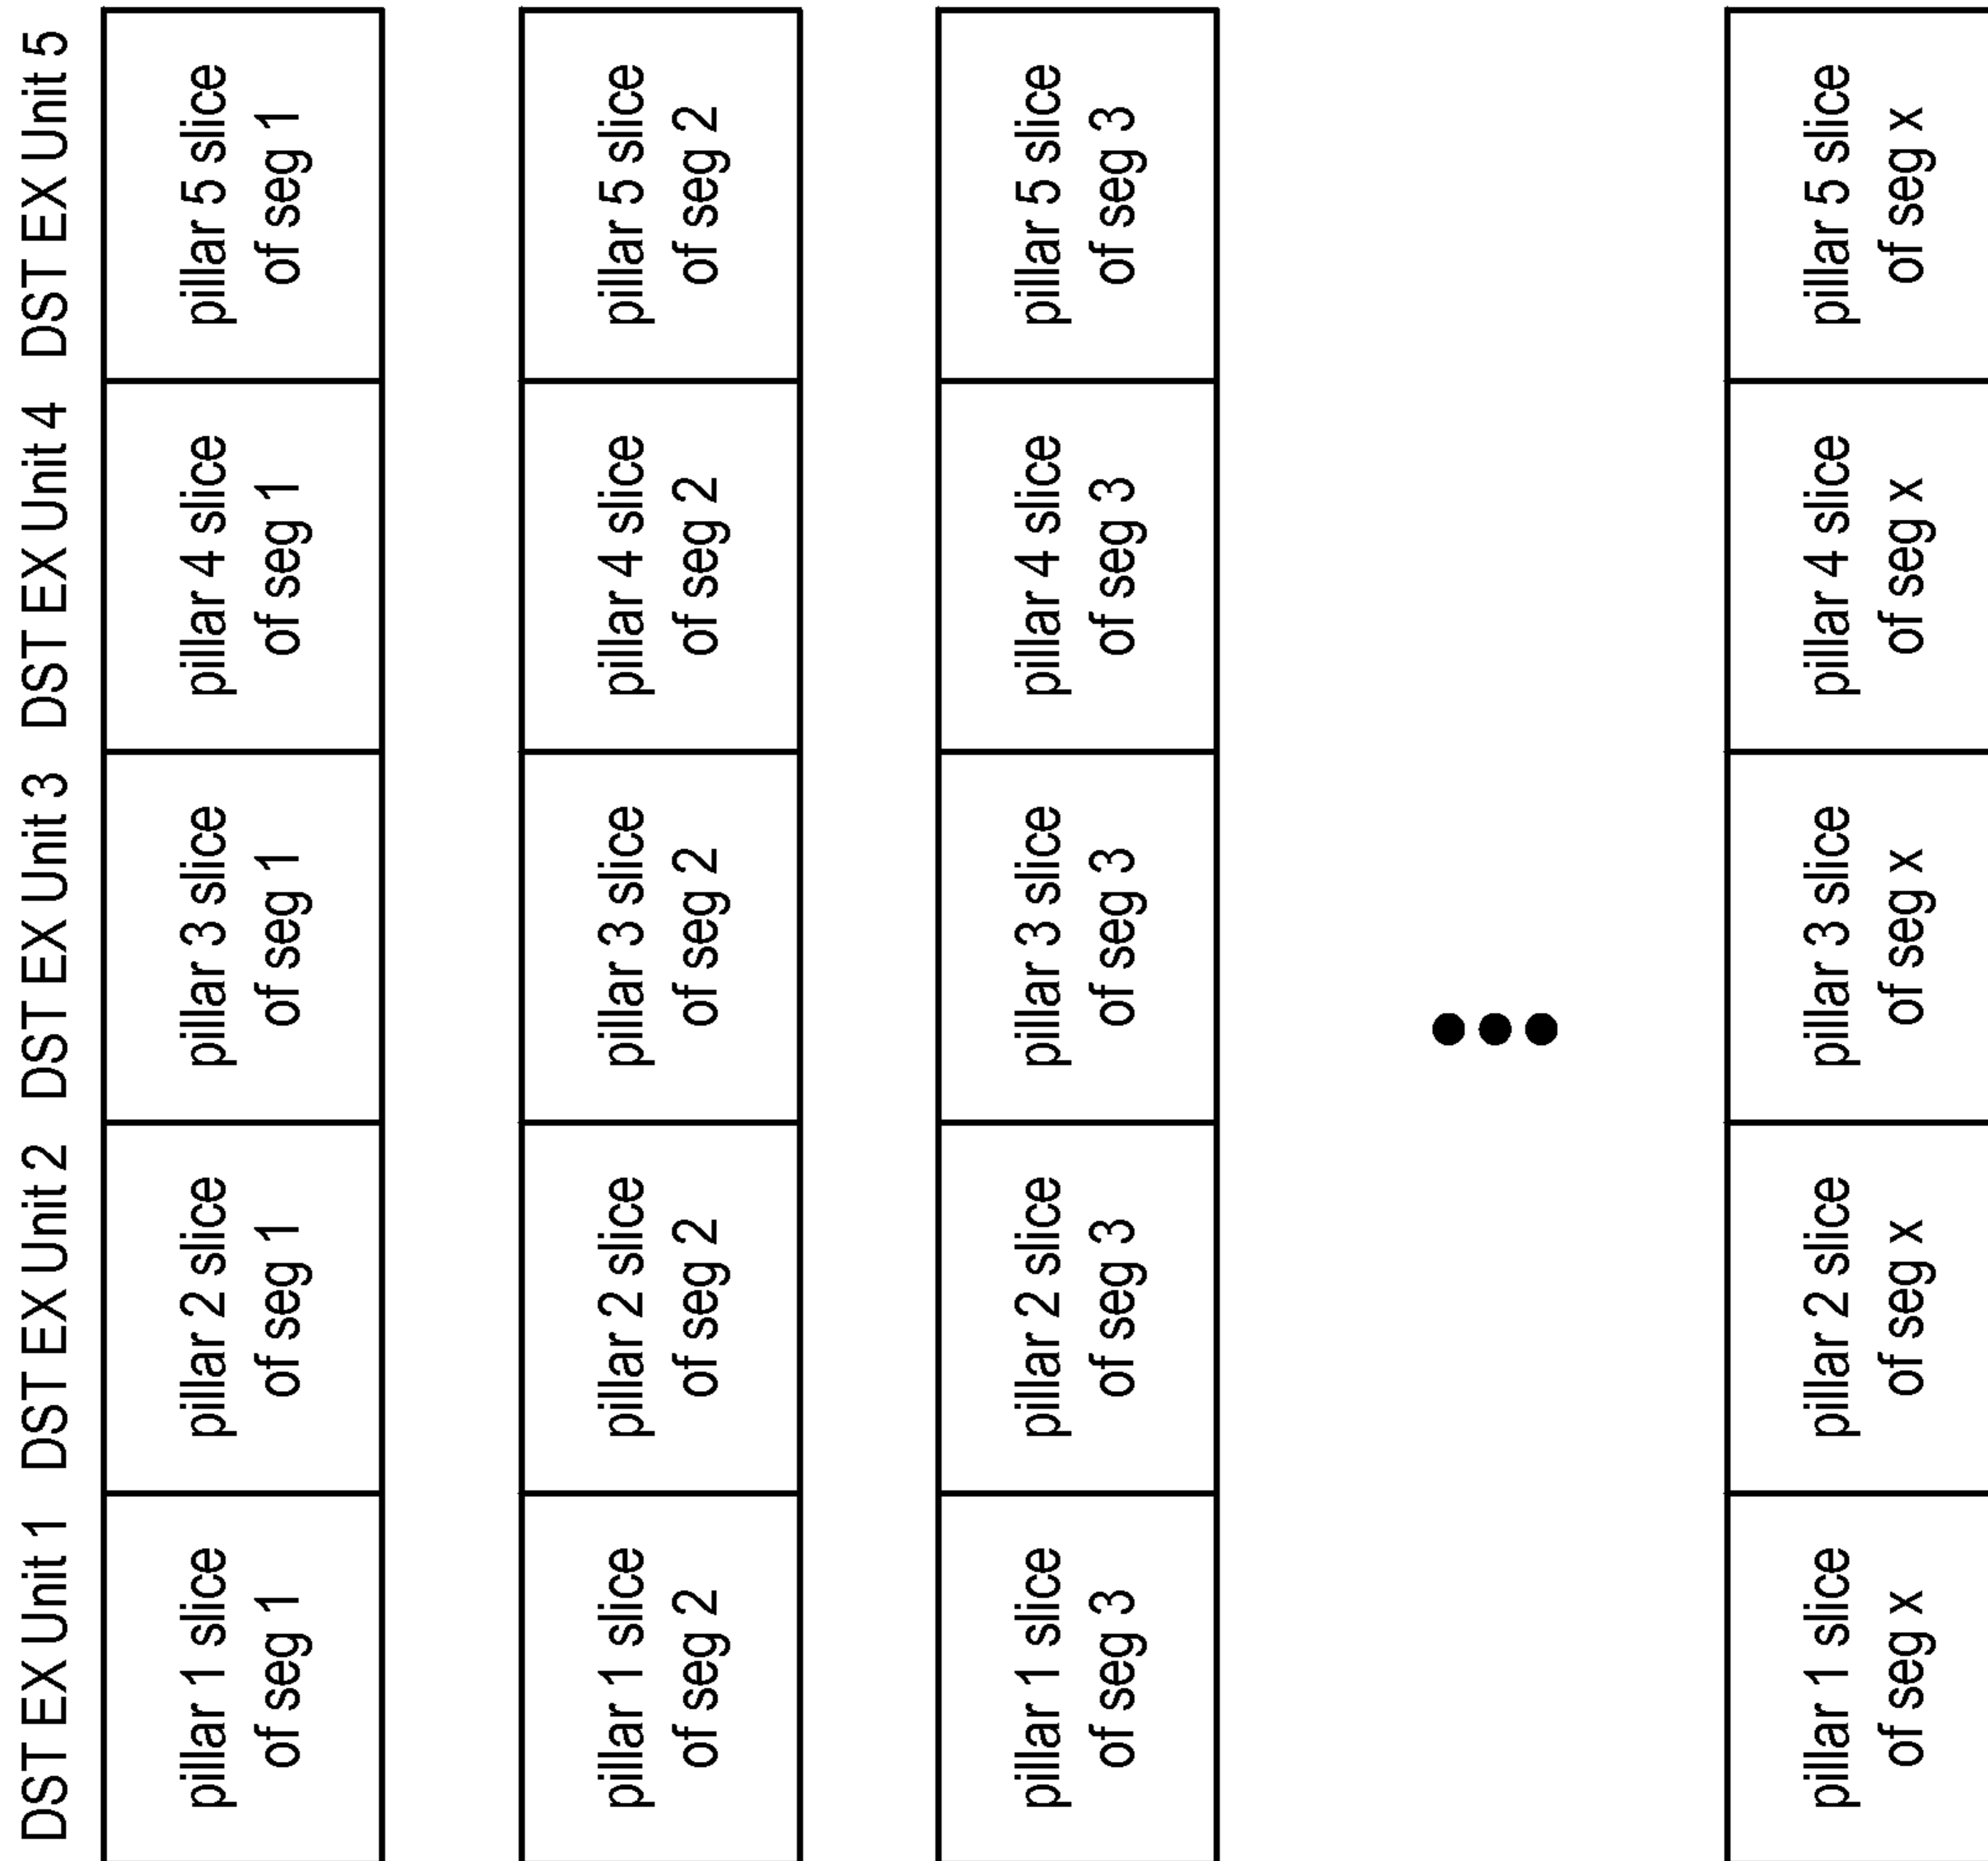 DST EX Unit 1 DST EX Unit 2 DST EX Unit 3 DST EX Unit 4 DST EX Unit 5
pillar 1 slice
of seg 1
pillar 2 slice
of seg 1
pillar 3 slice
of seg 1
pillar 4 slice
of seg 1
pillar 5 slice
of seg 1
pillar 1 slice
of seg 2
pillar 2 slice
of seg 2
pillar 3 slice
of seg 2
pillar 4 slice
of seg 2
pillar 5 slice
of seg 2
pillar 1 slice
of seg 3
pillar 2 slice
of seg 3
pillar 3 slice
of seg 3
pillar 4 slice
of seg 3
pillar 5 slice
of seg 3
pillar 1 slice
of seg x
pillar 2 slice
of seg x
pillar 3 slice
of seg x
pillar 4 slice
of seg x
pillar 5 slice
of seg x